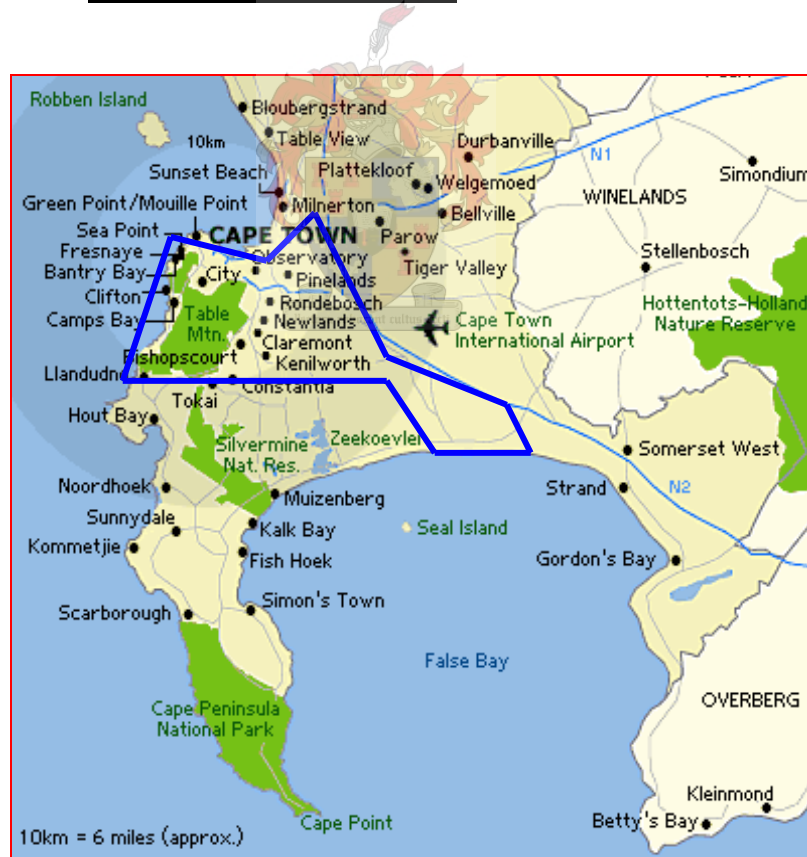 Robben Island
Bloubergstrand
10km
Table View
Durbanville
N1
Sunset Beach
Plattekloof
Welgemoed
Simondium
Green Point/Mouille Point
Milnerton
WINELANDS
Bellville
Sea Point
CAPE TOWN
Parow
Fresnaye
Observatory
Stellenbosch
Bantry Bay
City
Pinelands
Tiger Valley
Clifton
Rondebosch
Hottentots-Holland
Nature Reserve
Camps Bay
Table
Mtn.
Newlands
Cape Town
International Airport
Claremont
Bishopscourt
Kenilworth
Llandudno
Constantia
Tokai
Hout Bay
Silvermine
Nat. Res.
Zeekoevlei
Somerset West
Noordhoek
Muizenberg
Strand
N2
Sunnydale
Kalk Bay
Seal Island
Kommetjie
Fish Hoek
Gordon's Bay
Scarborough
Simon's Town
False Bay
OVERBERG
Cape Peninsula
National Park
Kleinmond
Cape Point
Betty's Bay
10km = 6 miles (approx.)